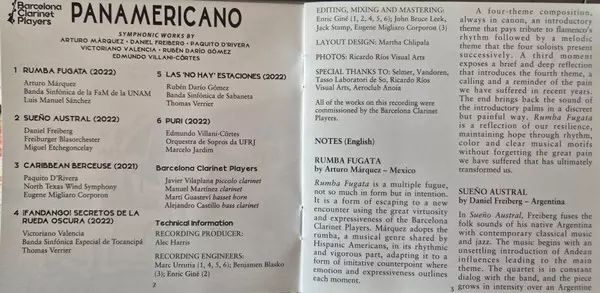 Barcelona
Clarinet
Players
PANAMERICANO
SYMPHONIC WORKS BY
ARTURO MÁRQUEZ • DANIEL FREIBERG • PAQUITO D'RIVERA
VICTORIANO VALENCIA • RUBÉN DARÍO GÓMEZ
EDMUNDO VILLANI-CÔRTES
1 RUMBA FUGATA (2022)
Arturo Márquez
Banda Sinfónica de la FaM de la UNAM
Luis Manuel Sánchez
2 SUEÑO AUSTRAL (2022)
Daniel Freiberg
Freiburger Blasorchester
Miguel Etchegoncelay
3 CARIBBEAN BERCEUSE (2021)
Paquito D'Rivera
North Texas Wind Symphony
Eugene Migliaro Corporon
4 ¡FANDANGO! SECRETOS DE LA
RUEDA OSCURA (2022)
Victoriano Valencia
Banda Sinfónica Especial de Tocancipá
Thomas Verrier
5 LAS 'NO HAY' ESTACIONES (2022)
Rubén Darío Gómez
Banda Sinfónica de Sabaneta
Thomas Verrier
6 PURI (2022)
Edmundo Villani-Côrtes
Orquestra de Sopros da UFRJ
Marcelo Jardim
Barcelona Clarinet Players
Javier Vilaplana piccolo clarinet
Manuel Martínez clarinet
Martí Guasteví basset horn
Alejandro Castillo bass clarinet
Technical Information
RECORDING PRODUCER:
Alec Harris
RECORDING ENGINEERS:
Marc Urrutia (1, 4, 5, 6); Benjamen Blasko
(3); Enric Giné (2)
2
EDITING, MIXING AND MASTERING:
Enric Giné (1, 2, 4, 5, 6); John Bruce Leek,
Jack Stamp, Eugene Migliaro Corporon (3)
LAYOUT DESIGN: Martha Chlipala
PHOTOS: Ricardo Ríos Visual Arts
SPECIAL THANKS TO: Selmer, Vandoren,
Tasso Laboratori de So, Ricardo Ríos
Visual Arts, Aeroclub Anoia
All of the works on this recording were
commissioned by the Barcelona Clarinet
Players.
NOTES (English)
RUMBA FUGATA
by Arturo Márquez – Mexico
Rumba Fugata is a multiple fugue,
not so much in form but in intention.
It is a form of escaping to a new
encounter using the great virtuosity
and expressiveness of the Barcelona
Clarinet Players. Márquez adopts the
rumba, a musical genre shared by
Hispanic Americans, in its rhythmic
and vigorous part, adapting it to a
form of imitative counterpoint where
emotion and expressiveness outlines
each moment.
A four-theme composition,
always in canon, an introductory
theme that pays tribute to flamenco's
rhythm followed by a melodic
theme that the four soloists present
successively. A third moment
exposes a brief and deep reflection
that introduces the fourth theme, a
calling and a reminder of the pain
we have suffered in recent years.
The end brings back the sound of
the introductory palms in a discreet
but painful way. Rumba Fugata
is a reflection of our resilience,
maintaining hope through rhythm,
color and clear musical motifs
without forgetting the great pain
we have suffered that has ultimately
transformed us.
SUEÑO AUSTRAL
by Daniel Freiberg – Argentina
In Sueño Austral, Freiberg fuses the
folk sounds of his native Argentina
with contemporary classical music
and jazz. The music begins with an
unsettling introduction of Andean
influences leading to the main
theme. The quartet is in constant
dialog with the band, and the piece
grows in intensity over an Argentine
3